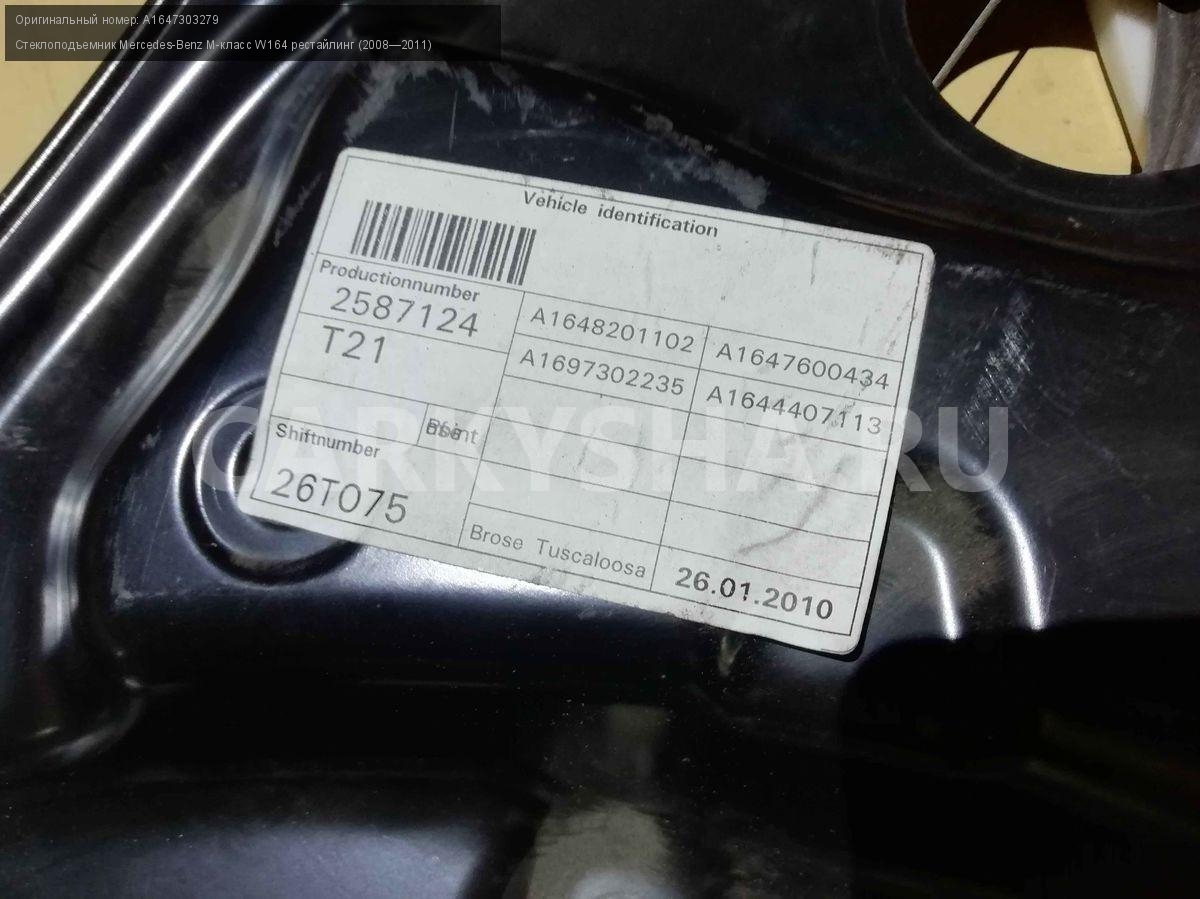 Оригинальный номер: A1647303279
Стеклоподъемник Mercedes-Benz M-класс W164 рестайлинг (2008—2011)
Vehicle identification
Productionnumber
2587124
T21
A1648201102 A1647600434
A1697302235 A1644407113
Shiftnumber
26T075
Brose Tuscaloosa 26.01.2010
CARKYSHA.RU